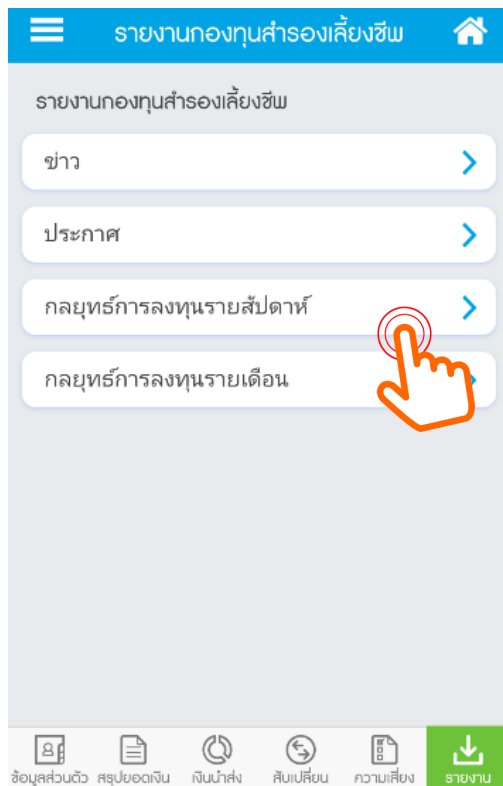 รายงานกองทุนสำรองเลี้ยงชีพ
รายงานกองทุนสำรองเลี้ยงชีพ
ข่าว
ประกาศ
กลยุทธ์การลงทุนรายสัปดาห์
กลยุทธ์การลงทุนรายเดือน
ข้อมูลส่วนตัว สรุปยอดเงิน เงินนำส่ง สับเปลี่ยน ความเสี่ยง รายงาน